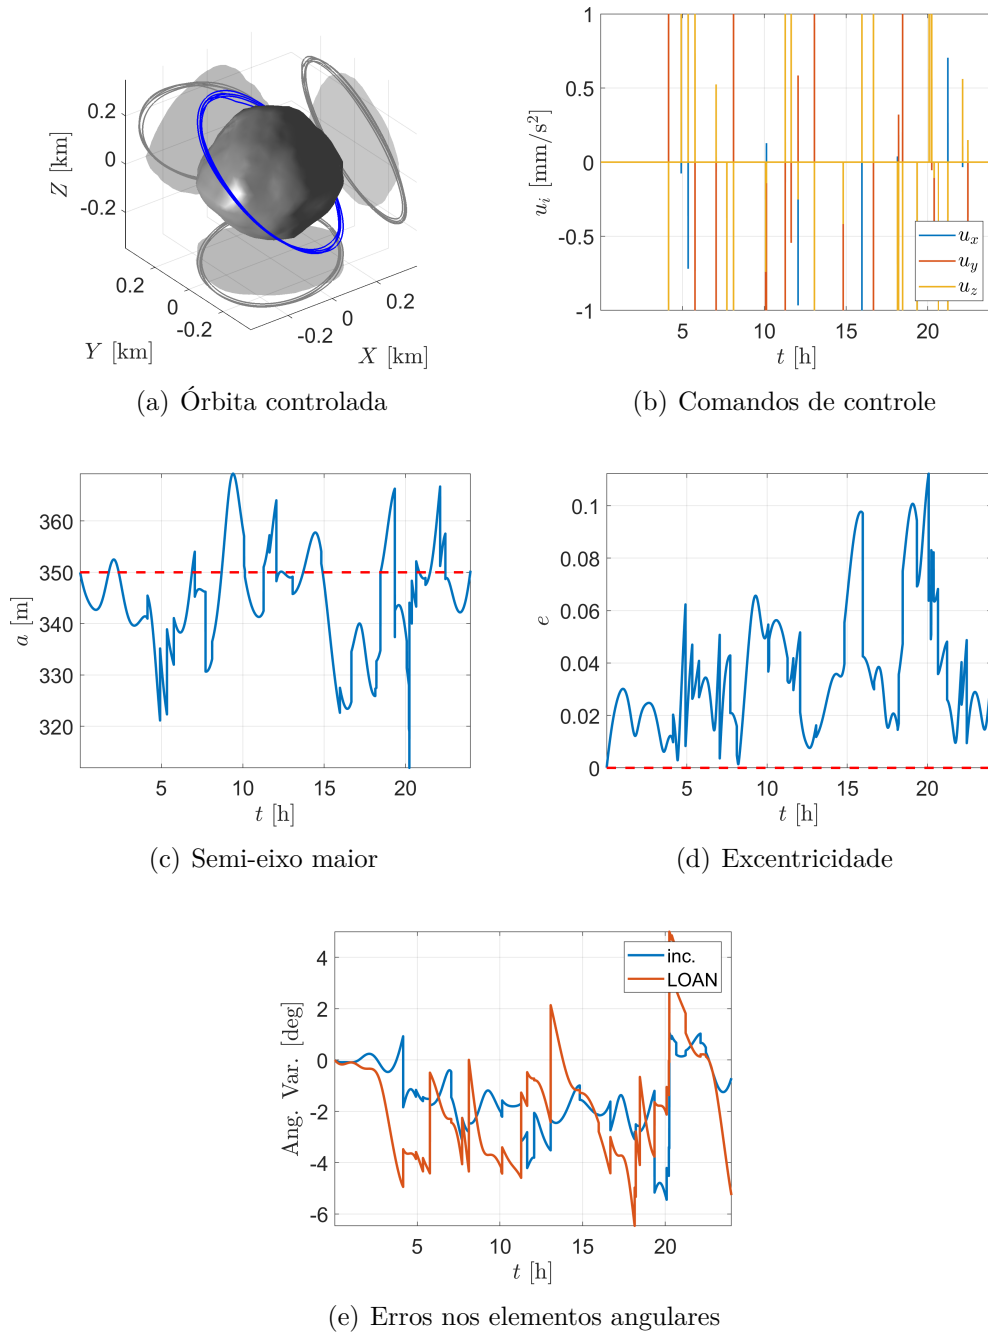 0.2
0
-0.2
Z [km]
0.2
0
-0.2
Y [km]
-0.2
0
0.2
X [km]
(a) Órbita controlada
1
0.5
0
-0.5
-1
u_i [mm/s²]
u_x
u_y
u_z
5 10 15 20
t [h]
(b) Comandos de controle
360
350
340
330
320
a [m]
5 10 15 20
t [h]
(c) Semi-eixo maior
0.1
0.08
0.06
0.04
0.02
0
e
5 10 15 20
t [h]
(d) Excentricidade
4
2
0
-2
-4
-6
Ang. Var. [deg]
inc.
LOAN
5 10 15 20
t [h]
(e) Erros nos elementos angulares